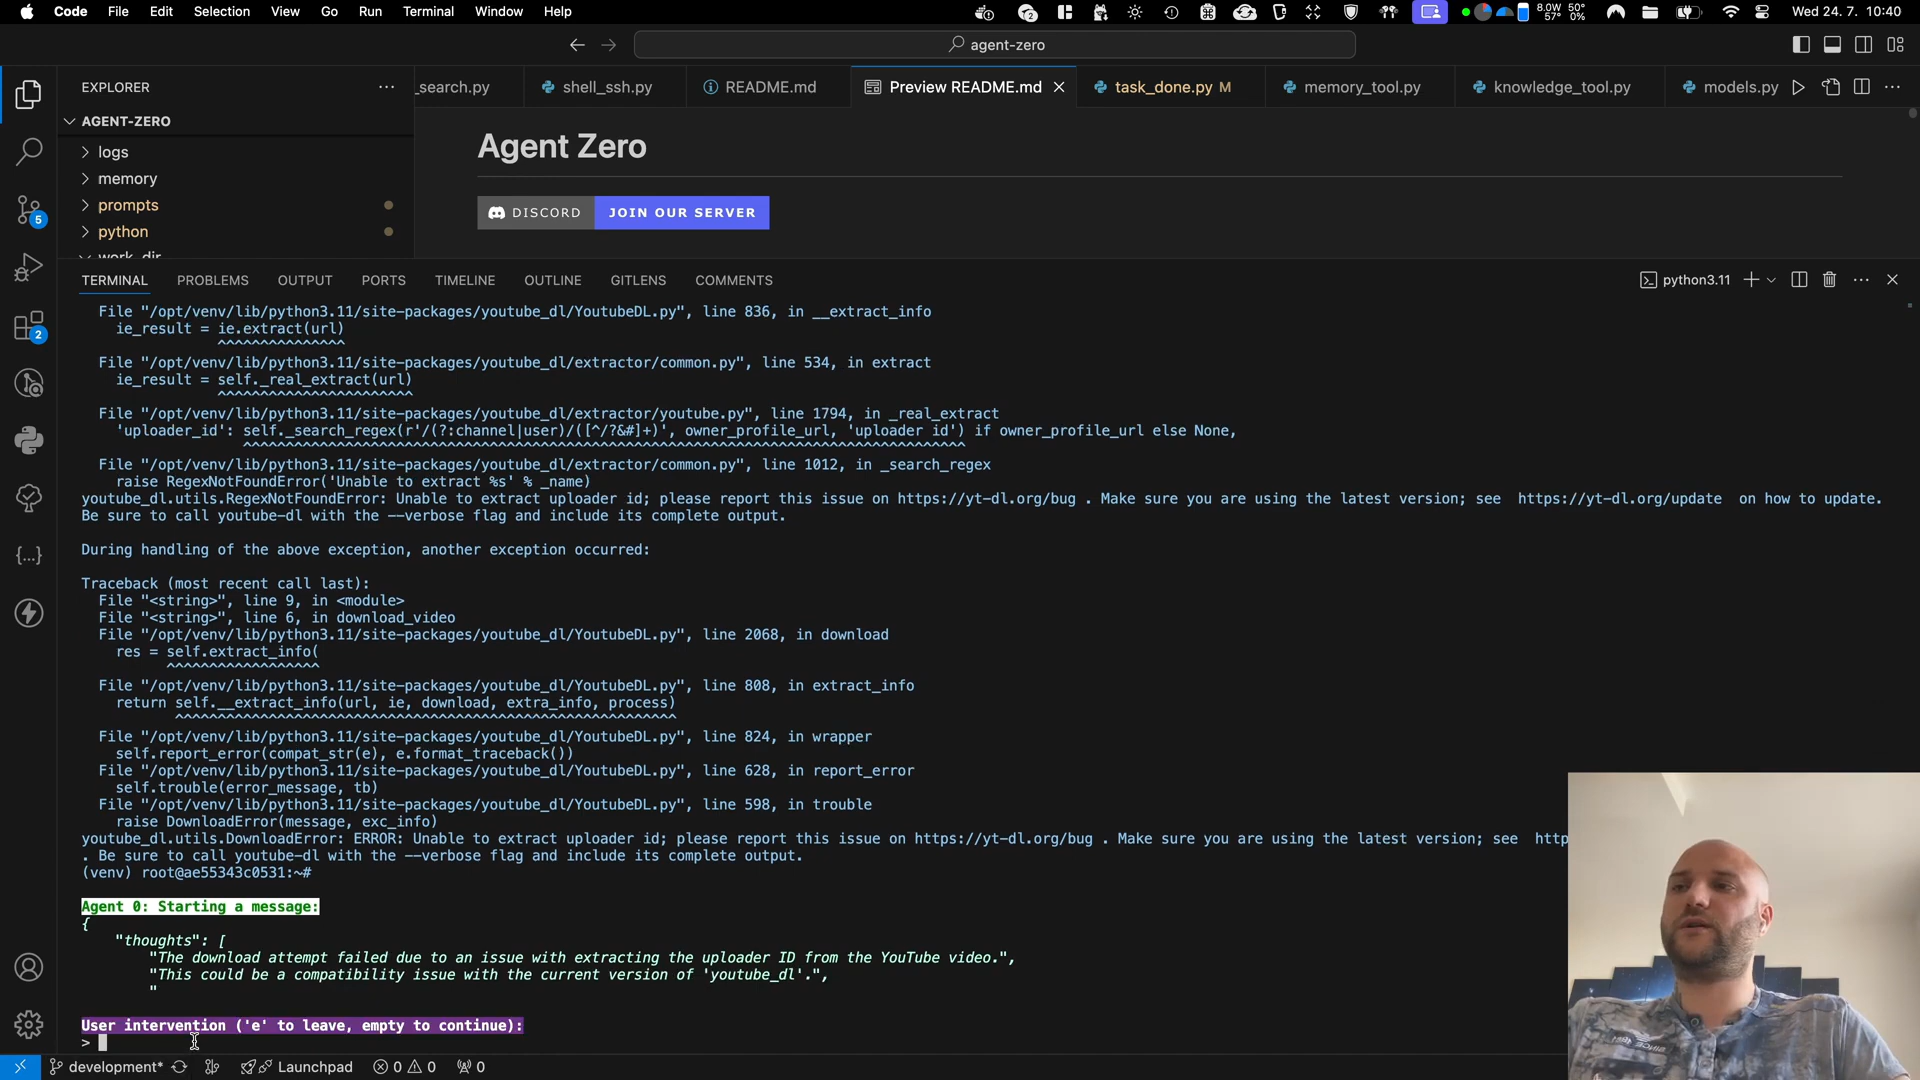 Code File Edit Selection View Go Run Terminal Window Help
2
8.0W 50°
57° 0%
Wed 24. 7. 10:40
agent-zero
EXPLORER
_search.py shell_ssh.py README.md Preview README.md task_done.py M memory_tool.py knowledge_tool.py models.py
AGENT-ZERO
logs
memory
prompts
python
work_dir
5
2
Agent Zero
DISCORD JOIN OUR SERVER
TERMINAL PROBLEMS OUTPUT PORTS TIMELINE OUTLINE GITLENS COMMENTS
python3.11
File "/opt/venv/lib/python3.11/site-packages/youtube_dl/YoutubeDL.py", line 836, in __extract_info
ie_result = ie.extract(url)
^^^^^^^^^^^^^^^
File "/opt/venv/lib/python3.11/site-packages/youtube_dl/extractor/common.py", line 534, in extract
ie_result = self._real_extract(url)
^^^^^^^^^^^^^^^^^^^^^^^
File "/opt/venv/lib/python3.11/site-packages/youtube_dl/extractor/youtube.py", line 1794, in _real_extract
'uploader_id': self._search_regex(r'/(?:channel|user)/([^/?&#]+)', owner_profile_url, 'uploader id') if owner_profile_url else None,
^^^^^^^^^^^^^^^^^^^^^^^^^^^^^^^^^^^^^^^^^^^^^^^^^^^^^^^^^^^^^^^^^^^^^^^^^^^^^^^^^^^^^
File "/opt/venv/lib/python3.11/site-packages/youtube_dl/extractor/common.py", line 1012, in _search_regex
raise RegexNotFoundError('Unable to extract %s' % _name)
youtube_dl.utils.RegexNotFoundError: Unable to extract uploader id; please report this issue on https://yt-dl.org/bug . Make sure you are using the latest version; see  https://yt-dl.org/update  on how to update.
Be sure to call youtube-dl with the --verbose flag and include its complete output.
During handling of the above exception, another exception occurred:
Traceback (most recent call last):
File "<string>", line 9, in <module>
File "<string>", line 6, in download_video
File "/opt/venv/lib/python3.11/site-packages/youtube_dl/YoutubeDL.py", line 2068, in download
res = self.extract_info(
^^^^^^^^^^^^^^^^^^
File "/opt/venv/lib/python3.11/site-packages/youtube_dl/YoutubeDL.py", line 808, in extract_info
return self.__extract_info(url, ie, download, extra_info, process)
^^^^^^^^^^^^^^^^^^^^^^^^^^^^^^^^^^^^^^^^^^^^^^^^^^^^^^^^^^^
File "/opt/venv/lib/python3.11/site-packages/youtube_dl/YoutubeDL.py", line 824, in wrapper
self.report_error(compat_str(e), e.format_traceback())
File "/opt/venv/lib/python3.11/site-packages/youtube_dl/YoutubeDL.py", line 628, in report_error
self.trouble(error_message, tb)
File "/opt/venv/lib/python3.11/site-packages/youtube_dl/YoutubeDL.py", line 598, in trouble
raise DownloadError(message, exc_info)
youtube_dl.utils.DownloadError: ERROR: Unable to extract uploader id; please report this issue on https://yt-dl.org/bug . Make sure you are using the latest version; see  http
. Be sure to call youtube-dl with the --verbose flag and include its complete output.
(venv) root@ae55343c0531:~#
Agent 0: Starting a message:
{
"thoughts": [
"The download attempt failed due to an issue with extracting the uploader ID from the YouTube video.",
"This could be a compatibility issue with the current version of 'youtube_dl'.",
"
User intervention ('e' to leave, empty to continue):
>
development* Launchpad 0 0 0